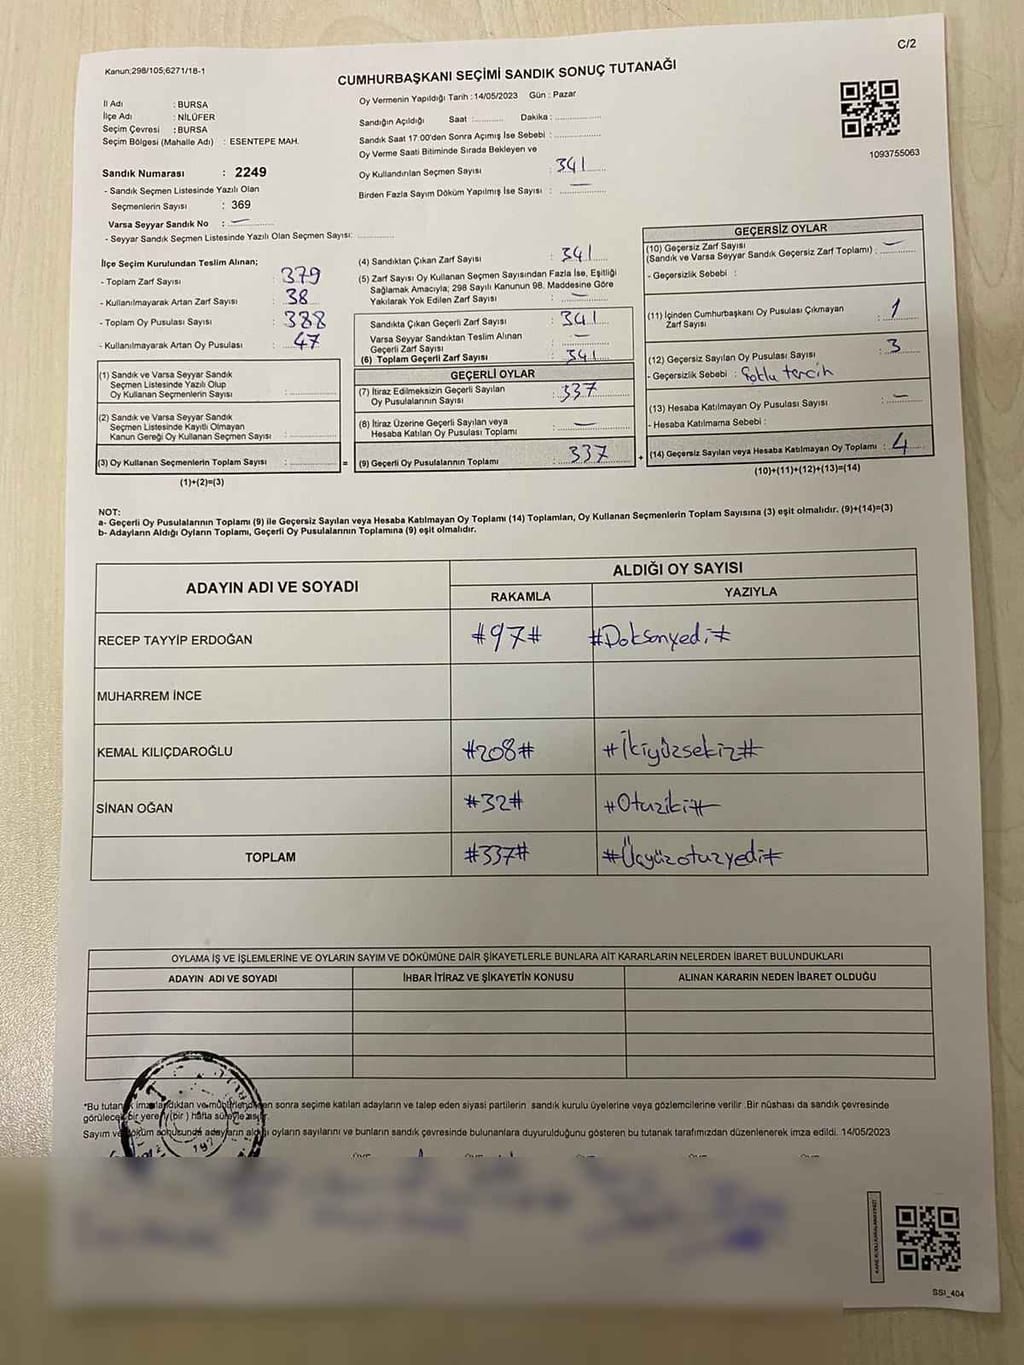 Kanun;298/105;6271/18-1
C/2
CUMHURBAŞKANI SEÇİMİ SANDIK SONUÇ TUTANAĞI
İl Adı : BURSA
İlçe Adı : NİLÜFER
Seçim Çevresi : BURSA
Seçim Bölgesi (Mahalle Adı) : ESENTEPE MAH.
Sandık Numarası : 2249
- Sandık Seçmen Listesinde Yazılı Olan
Seçmenlerin Sayısı : 369
Varsa Seyyar Sandık No : —
- Seyyar Sandık Seçmen Listesinde Yazılı Olan Seçmen Sayısı: ............
Oy Vermenin Yapıldığı Tarih : 14/05/2023 Gün : Pazar
Sandığın Açıldığı Saat :.......... Dakika : ..............
Sandık Saat 17:00'den Sonra Açımış İse Sebebi : ..............
Oy Verme Saati Bitiminde Sırada Bekleyen ve
Oy Kullandırılan Seçmen Sayısı : 341
Birden Fazla Sayım Döküm Yapılmış İse Sayısı : —
1093755063
İlçe Seçim Kurulundan Teslim Alınan;
- Toplam Zarf Sayısı : 379
- Kullanılmayarak Artan Zarf Sayısı : 38
- Toplam Oy Pusulası Sayısı : 388
- Kullanılmayarak Artan Oy Pusulası : 47
(1) Sandık ve Varsa Seyyar Sandık
Seçmen Listesinde Yazılı Olup
Oy Kullanan Seçmenlerin Sayısı : ............
(2) Sandık ve Varsa Seyyar Sandık
Seçmen Listesinde Kayıtlı Olmayan
Kanun Gereği Oy Kullanan Seçmen Sayısı : ............
(3) Oy Kullanan Seçmenlerin Toplam Sayısı : ............
(1)+(2)=(3)
(4) Sandıktan Çıkan Zarf Sayısı : 341
(5) Zarf Sayısı Oy Kullanan Seçmen Sayısından Fazla İse, Eşitliği
Sağlamak Amacıyla; 298 Sayılı Kanunun 98. Maddesine Göre
Yakılarak Yok Edilen Zarf Sayısı : —
Sandıkta Çıkan Geçerli Zarf Sayısı : 341
Varsa Seyyar Sandıktan Teslim Alınan
Geçerli Zarf Sayısı : —
(6) Toplam Geçerli Zarf Sayısı : 341
GEÇERLİ OYLAR
(7) İtiraz Edilmeksizin Geçerli Sayılan
Oy Pusulalarının Sayısı : 337
(8) İtiraz Üzerine Geçerli Sayılan veya
Hesaba Katılan Oy Pusulası Toplamı : —
(9) Geçerli Oy Pusulalarının Toplamı : 337
=
+
GEÇERSİZ OYLAR
(10) Geçersiz Zarf Sayısı
(Sandık ve Varsa Seyyar Sandık Geçersiz Zarf Toplamı) : —
- Geçersizlik Sebebi :
(11) İçinden Cumhurbaşkanı Oy Pusulası Çıkmayan
Zarf Sayısı : 1
(12) Geçersiz Sayılan Oy Pusulası Sayısı : 3
- Geçersizlik Sebebi : Çoklu tercih
(13) Hesaba Katılmayan Oy Pusulası Sayısı : —
- Hesaba Katılmama Sebebi :
(14) Geçersiz Sayılan veya Hesaba Katılmayan Oy Toplamı : 4
(10)+(11)+(12)+(13)=(14)
NOT:
a- Geçerli Oy Pusulalarının Toplamı (9) ile Geçersiz Sayılan veya Hesaba Katılmayan Oy Toplamı (14) Toplamları, Oy Kullanan Seçmenlerin Toplam Sayısına (3) eşit olmalıdır. (9)+(14)=(3)
b- Adayların Aldığı Oyların Toplamı, Geçerli Oy Pusulalarının Toplamına (9) eşit olmalıdır.
ADAYIN ADI VE SOYADI
ALDIĞI OY SAYISI
RAKAMLA YAZIYLA
RECEP TAYYİP ERDOĞAN #97# #Doksanyedi#
MUHARREM İNCE
KEMAL KILIÇDAROĞLU #208# #İkiyüzsekiz#
SİNAN OĞAN #32# #Otuziki#
TOPLAM #337# #Üçyüzotuzyedi#
OYLAMA İŞ VE İŞLEMLERİNE VE OYLARIN SAYIM VE DÖKÜMÜNE DAİR ŞİKAYETLERLE BUNLARA AİT KARARLARIN NELERDEN İBARET BULUNDUKLARI
ADAYIN ADI VE SOYADI İHBAR İTİRAZ VE ŞİKAYETİN KONUSU ALINAN KARARIN NEDEN İBARET OLDUĞU
*Bu tutanak imzalandıktan ve mühürlendikten sonra seçime katılan adayların ve talep eden siyasi partilerin sandık kurulu üyelerine veya gözlemcilerine verilir. Bir nüshası da sandık çevresinde
görülecek bir yere 1 (bir) hafta süreyle asılır.
Sayım ve döküm sonucunda adayların aldığı oyların sayılarını ve bunların sandık çevresinde bulunanlara duyurulduğunu gösteren bu tutanak tarafımızdan düzenlenerek imza edildi. 14/05/2023
SSI_404